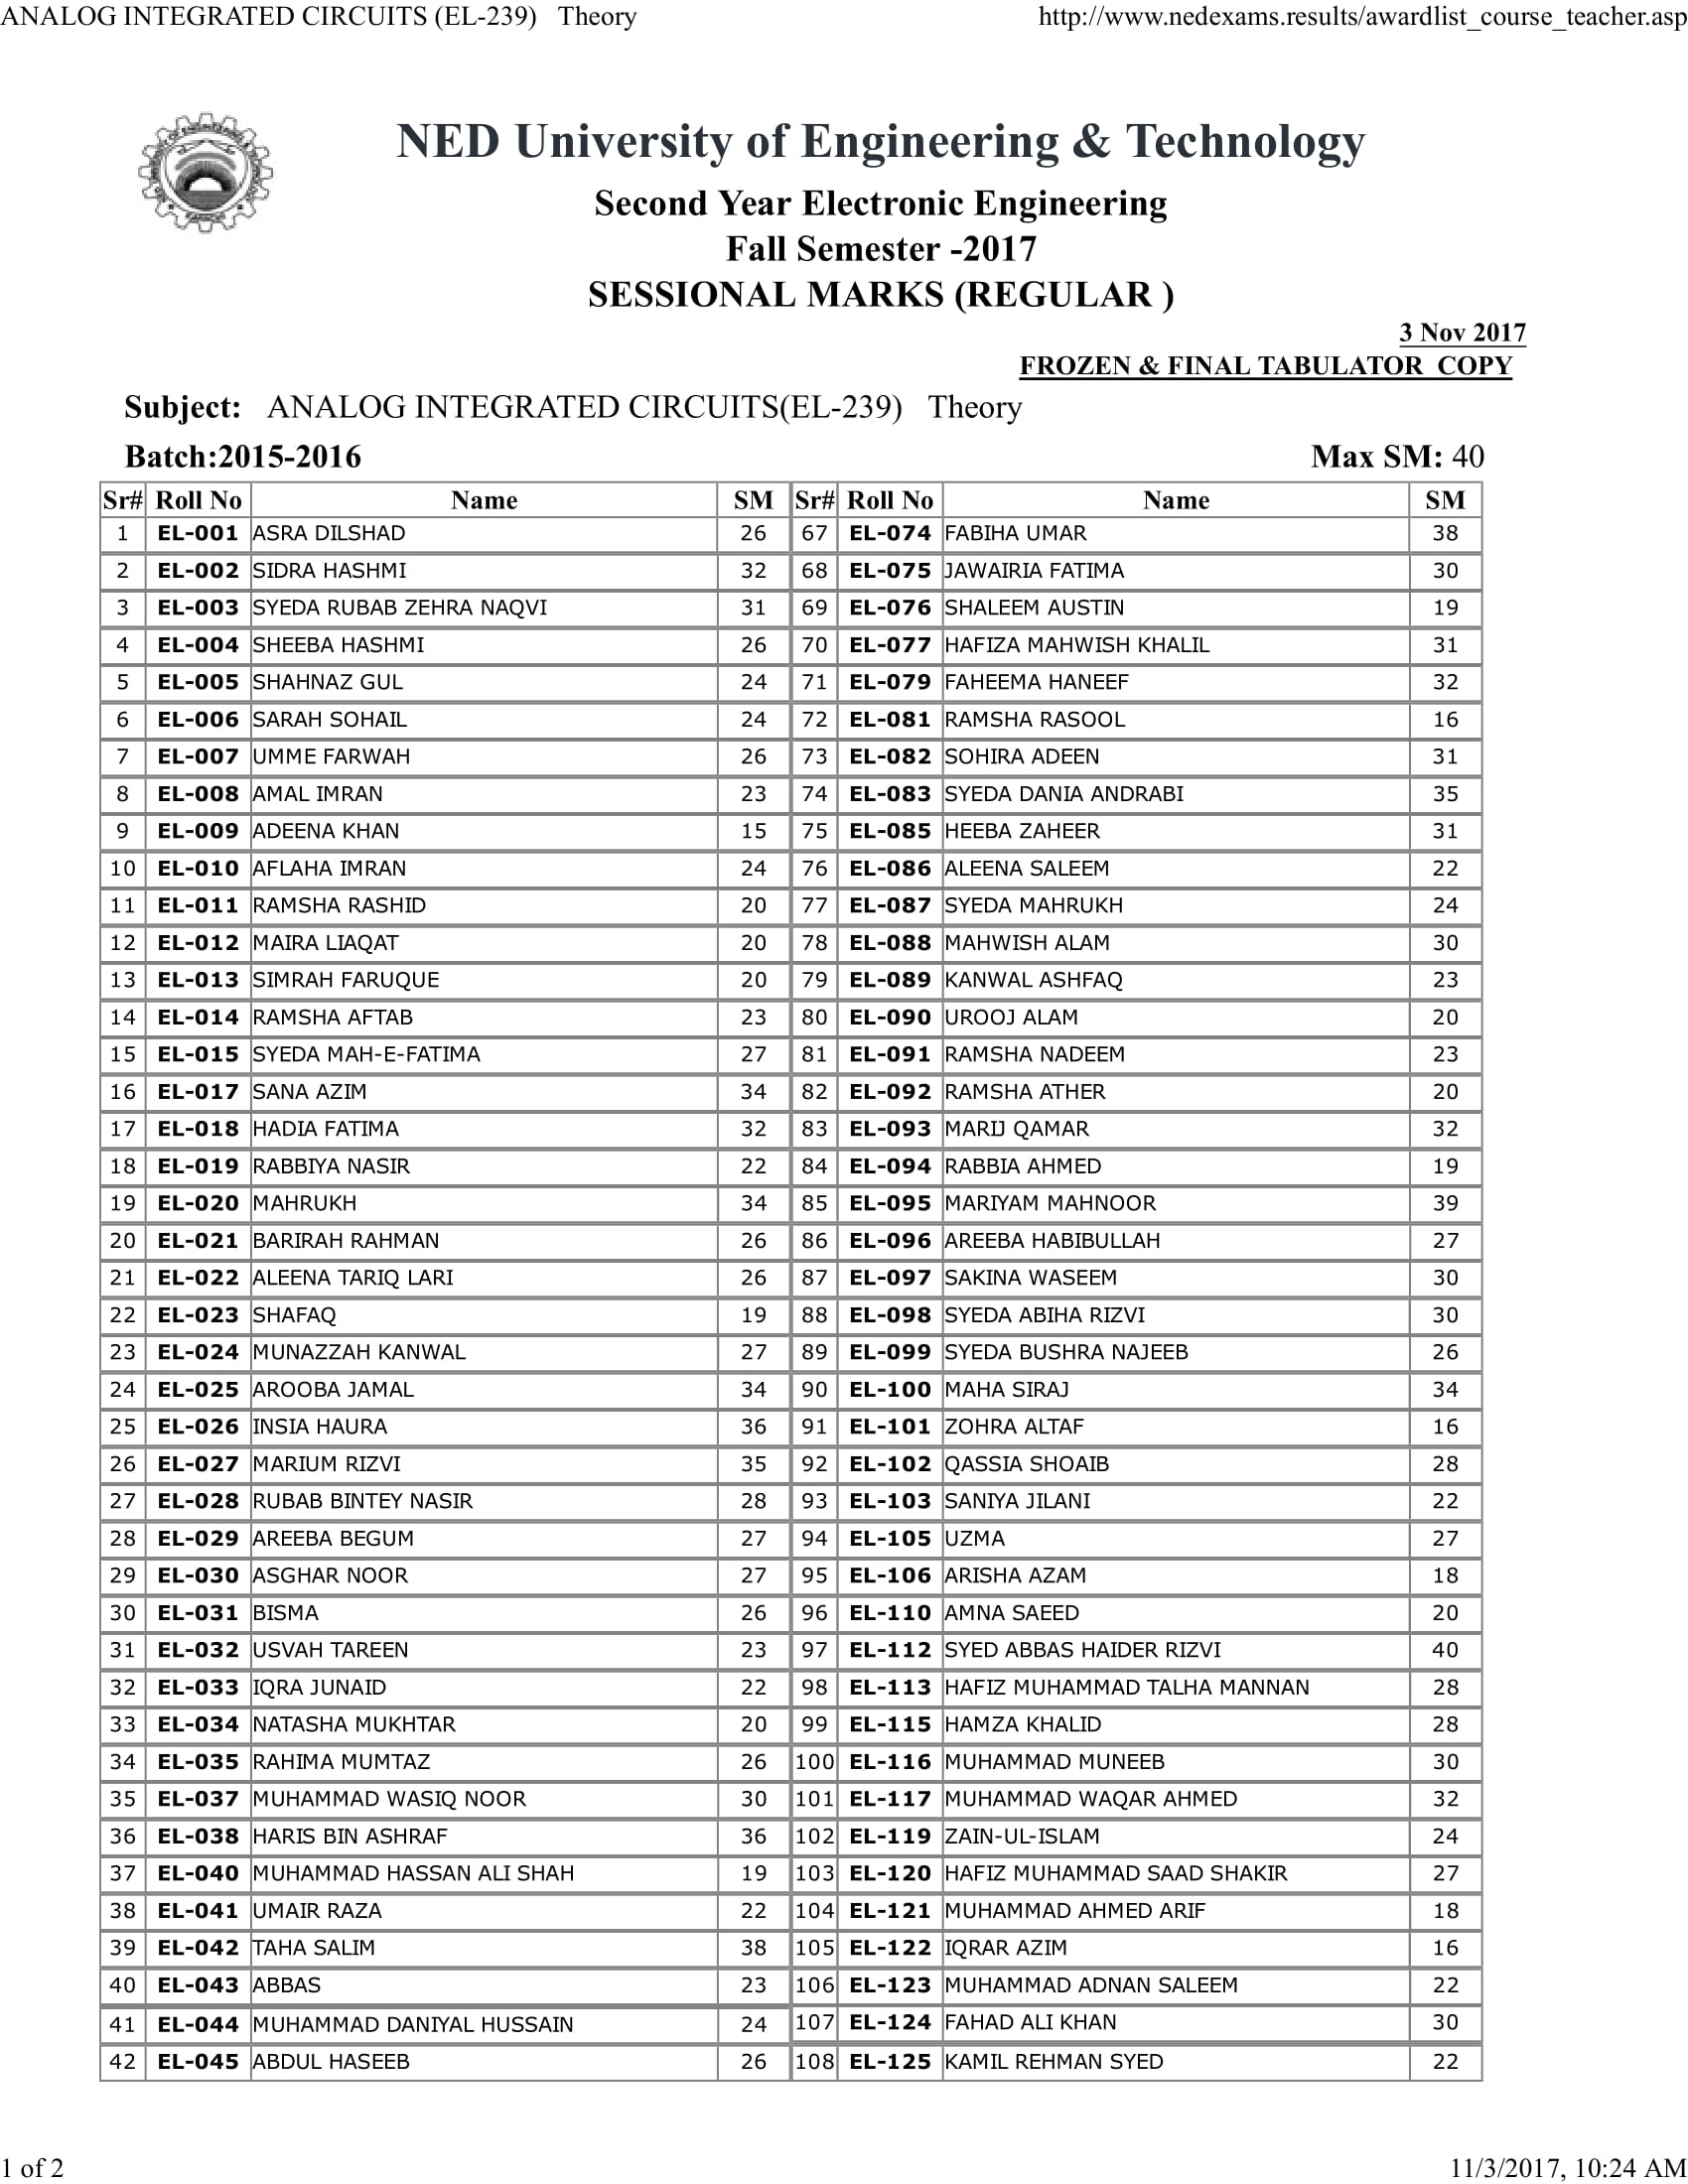 ANALOG INTEGRATED CIRCUITS (EL-239) Theory http://www.nedexams.results/awardlist_course_teacher.asp
NED University of Engineering & Technology
Second Year Electronic Engineering
Fall Semester -2017
SESSIONAL MARKS (REGULAR )
3 Nov 2017
FROZEN & FINAL TABULATOR COPY
Subject: ANALOG INTEGRATED CIRCUITS(EL-239) Theory
Batch:2015-2016 Max SM: 40
Sr# Roll No Name SM Sr# Roll No Name SM
1 EL-001 ASRA DILSHAD 26 67 EL-074 FABIHA UMAR 38
2 EL-002 SIDRA HASHMI 32 68 EL-075 JAWAIRIA FATIMA 30
3 EL-003 SYEDA RUBAB ZEHRA NAQVI 31 69 EL-076 SHALEEM AUSTIN 19
4 EL-004 SHEEBA HASHMI 26 70 EL-077 HAFIZA MAHWISH KHALIL 31
5 EL-005 SHAHNAZ GUL 24 71 EL-079 FAHEEMA HANEEF 32
6 EL-006 SARAH SOHAIL 24 72 EL-081 RAMSHA RASOOL 16
7 EL-007 UMME FARWAH 26 73 EL-082 SOHIRA ADEEN 31
8 EL-008 AMAL IMRAN 23 74 EL-083 SYEDA DANIA ANDRABI 35
9 EL-009 ADEENA KHAN 15 75 EL-085 HEEBA ZAHEER 31
10 EL-010 AFLAHA IMRAN 24 76 EL-086 ALEENA SALEEM 22
11 EL-011 RAMSHA RASHID 20 77 EL-087 SYEDA MAHRUKH 24
12 EL-012 MAIRA LIAQAT 20 78 EL-088 MAHWISH ALAM 30
13 EL-013 SIMRAH FARUQUE 20 79 EL-089 KANWAL ASHFAQ 23
14 EL-014 RAMSHA AFTAB 23 80 EL-090 UROOJ ALAM 20
15 EL-015 SYEDA MAH-E-FATIMA 27 81 EL-091 RAMSHA NADEEM 23
16 EL-017 SANA AZIM 34 82 EL-092 RAMSHA ATHER 20
17 EL-018 HADIA FATIMA 32 83 EL-093 MARIJ QAMAR 32
18 EL-019 RABBIYA NASIR 22 84 EL-094 RABBIA AHMED 19
19 EL-020 MAHRUKH 34 85 EL-095 MARIYAM MAHNOOR 39
20 EL-021 BARIRAH RAHMAN 26 86 EL-096 AREEBA HABIBULLAH 27
21 EL-022 ALEENA TARIQ LARI 26 87 EL-097 SAKINA WASEEM 30
22 EL-023 SHAFAQ 19 88 EL-098 SYEDA ABIHA RIZVI 30
23 EL-024 MUNAZZAH KANWAL 27 89 EL-099 SYEDA BUSHRA NAJEEB 26
24 EL-025 AROOBA JAMAL 34 90 EL-100 MAHA SIRAJ 34
25 EL-026 INSIA HAURA 36 91 EL-101 ZOHRA ALTAF 16
26 EL-027 MARIUM RIZVI 35 92 EL-102 QASSIA SHOAIB 28
27 EL-028 RUBAB BINTEY NASIR 28 93 EL-103 SANIYA JILANI 22
28 EL-029 AREEBA BEGUM 27 94 EL-105 UZMA 27
29 EL-030 ASGHAR NOOR 27 95 EL-106 ARISHA AZAM 18
30 EL-031 BISMA 26 96 EL-110 AMNA SAEED 20
31 EL-032 USVAH TAREEN 23 97 EL-112 SYED ABBAS HAIDER RIZVI 40
32 EL-033 IQRA JUNAID 22 98 EL-113 HAFIZ MUHAMMAD TALHA MANNAN 28
33 EL-034 NATASHA MUKHTAR 20 99 EL-115 HAMZA KHALID 28
34 EL-035 RAHIMA MUMTAZ 26 100 EL-116 MUHAMMAD MUNEEB 30
35 EL-037 MUHAMMAD WASIQ NOOR 30 101 EL-117 MUHAMMAD WAQAR AHMED 32
36 EL-038 HARIS BIN ASHRAF 36 102 EL-119 ZAIN-UL-ISLAM 24
37 EL-040 MUHAMMAD HASSAN ALI SHAH 19 103 EL-120 HAFIZ MUHAMMAD SAAD SHAKIR 27
38 EL-041 UMAIR RAZA 22 104 EL-121 MUHAMMAD AHMED ARIF 18
39 EL-042 TAHA SALIM 38 105 EL-122 IQRAR AZIM 16
40 EL-043 ABBAS 23 106 EL-123 MUHAMMAD ADNAN SALEEM 22
41 EL-044 MUHAMMAD DANIYAL HUSSAIN 24 107 EL-124 FAHAD ALI KHAN 30
42 EL-045 ABDUL HASEEB 26 108 EL-125 KAMIL REHMAN SYED 22
1 of 2 11/3/2017, 10:24 AM